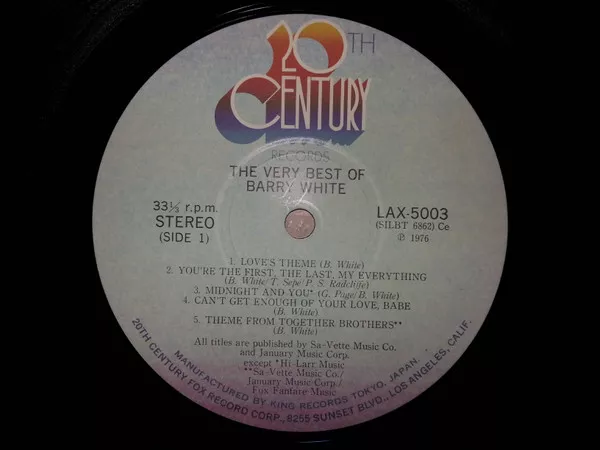 20TH
CENTURY
RECORDS
THE VERY BEST OF
BARRY WHITE
33⅓ r.p.m.
STEREO
(SIDE 1)
LAX-5003
(SILBT 6862) Ce
℗ 1976
1. LOVE'S THEME (B. White)
2. YOU'RE THE FIRST, THE LAST, MY EVERYTHING
(B. White/T. Sepe/P. S. Radcliffe)
3. MIDNIGHT AND YOU* (G. Page/B. White)
4. CAN'T GET ENOUGH OF YOUR LOVE, BABE
(B. White)
5. THEME FROM TOGETHER BROTHERS**
(B. White)
All titles are published by Sa-Vette Music Co.
and January Music Corp.
except *Hi Larr Music
**Sa-Vette Music Co./
January Music Corp./
Fox Fanfare Music
MANUFACTURED BY KING RECORDS TOKYO, JAPAN.
20TH CENTURY FOX RECORD CORP., 8255 SUNSET BLVD., LOS ANGELES, CALIF.